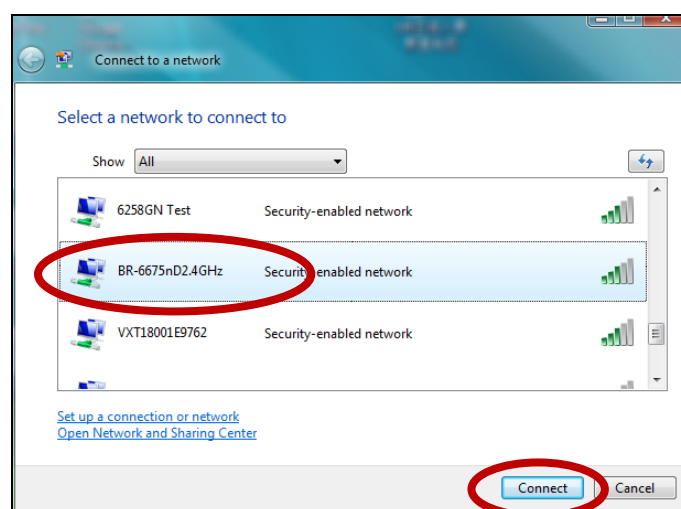 Connect to a network
Select a network to connect to
Show All
6258GN Test Security-enabled network
BR-6675nD2.4GHz Security-enabled network
VXT18001E9762 Security-enabled network
Set up a connection or network
Open Network and Sharing Center
Connect Cancel